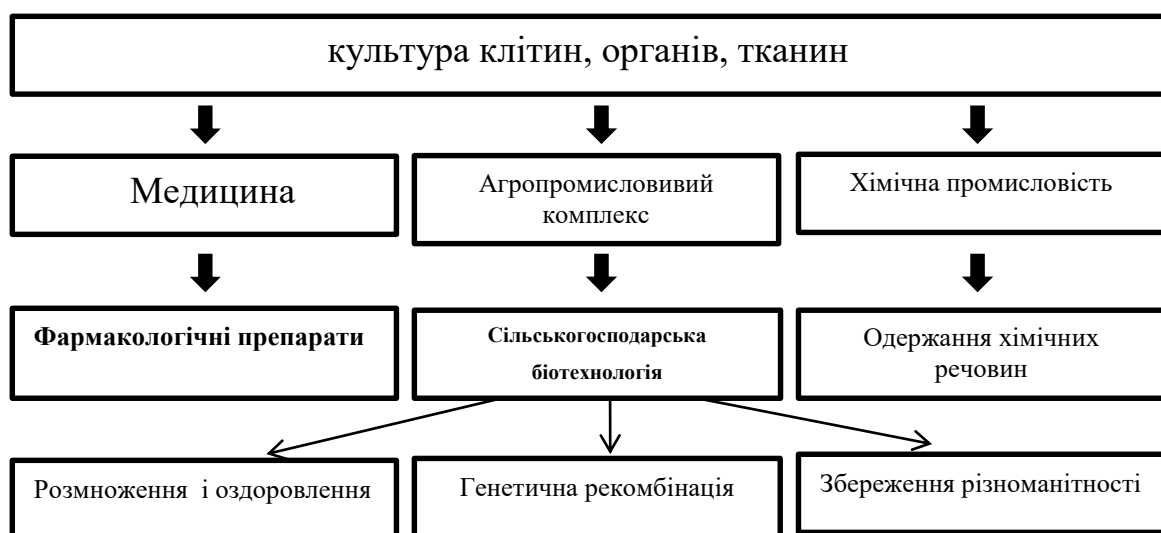 культура клітин, органів, тканин
Медицина
Агропромисловивий
комплекс
Хімічна промисловість
Фармакологічні препарати
Сільськогосподарська
біотехнологія
Одержання хімічних
речовин
Розмноження і оздоровлення
Генетична рекомбінація
Збереження різноманітності